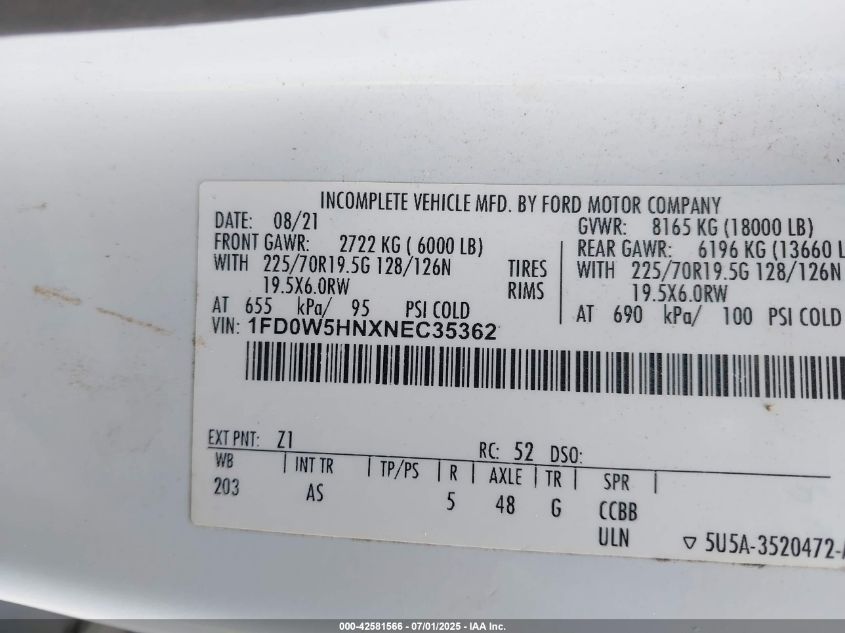 INCOMPLETE VEHICLE MFD. BY FORD MOTOR COMPANY
DATE: 08/21 GVWR: 8165 KG (18000 LB)
FRONT GAWR: 2722 KG ( 6000 LB) REAR GAWR: 6196 KG (13660 L
WITH 225/70R19.5G 128/126N TIRES WITH 225/70R19.5G 128/126N
19.5X6.0RW RIMS 19.5X6.0RW
AT 655 kPa/ 95 PSI COLD AT 690 kPa/ 100 PSI COLD
VIN: 1FD0W5HNXNEC35362
EXT PNT: Z1 RC: 52 DSO:
WB | INT TR | TP/PS | R | AXLE | TR | SPR |
203 AS 5 48 G CCBB
ULN ▽ 5U5A-3520472-
000-42581566 - 07/01/2025 - IAA Inc.